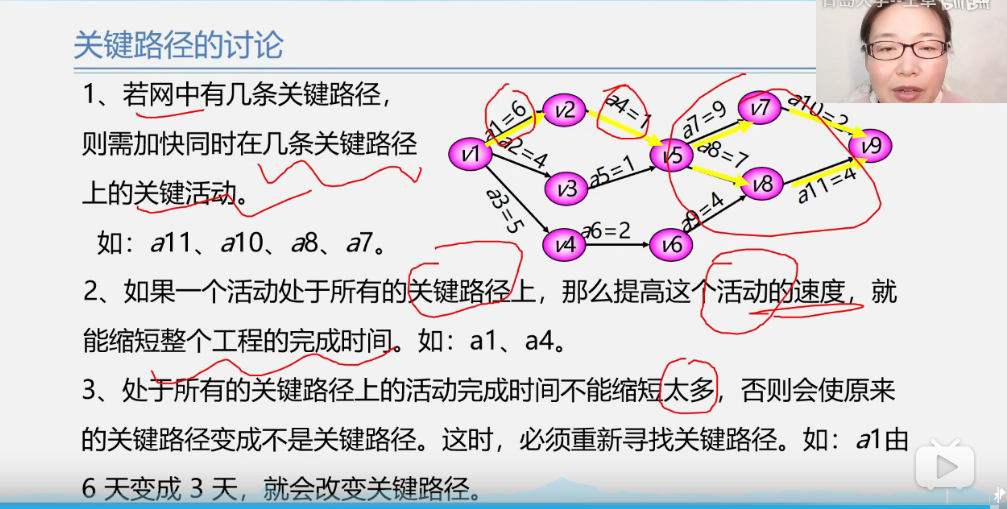 关键路径的讨论
1、若网中有几条关键路径，
则需加快同时在几条关键路径
上的关键活动。
如：a11、a10、a8、a7。
2、如果一个活动处于所有的关键路径上，那么提高这个活动的速度，就
能缩短整个工程的完成时间。如：a1、a4。
3、处于所有的关键路径上的活动完成时间不能缩短太多，否则会使原来
的关键路径变成不是关键路径。这时，必须重新寻找关键路径。如：a1由
6 天变成 3 天，就会改变关键路径。
v1
v2
v3
v4
v5
v6
v7
v8
v9
a1=6
a2=4
a3=5
a4=1
a5=1
a6=2
a7=9
a8=7
a9=4
a10=2
a11=4
bilibili